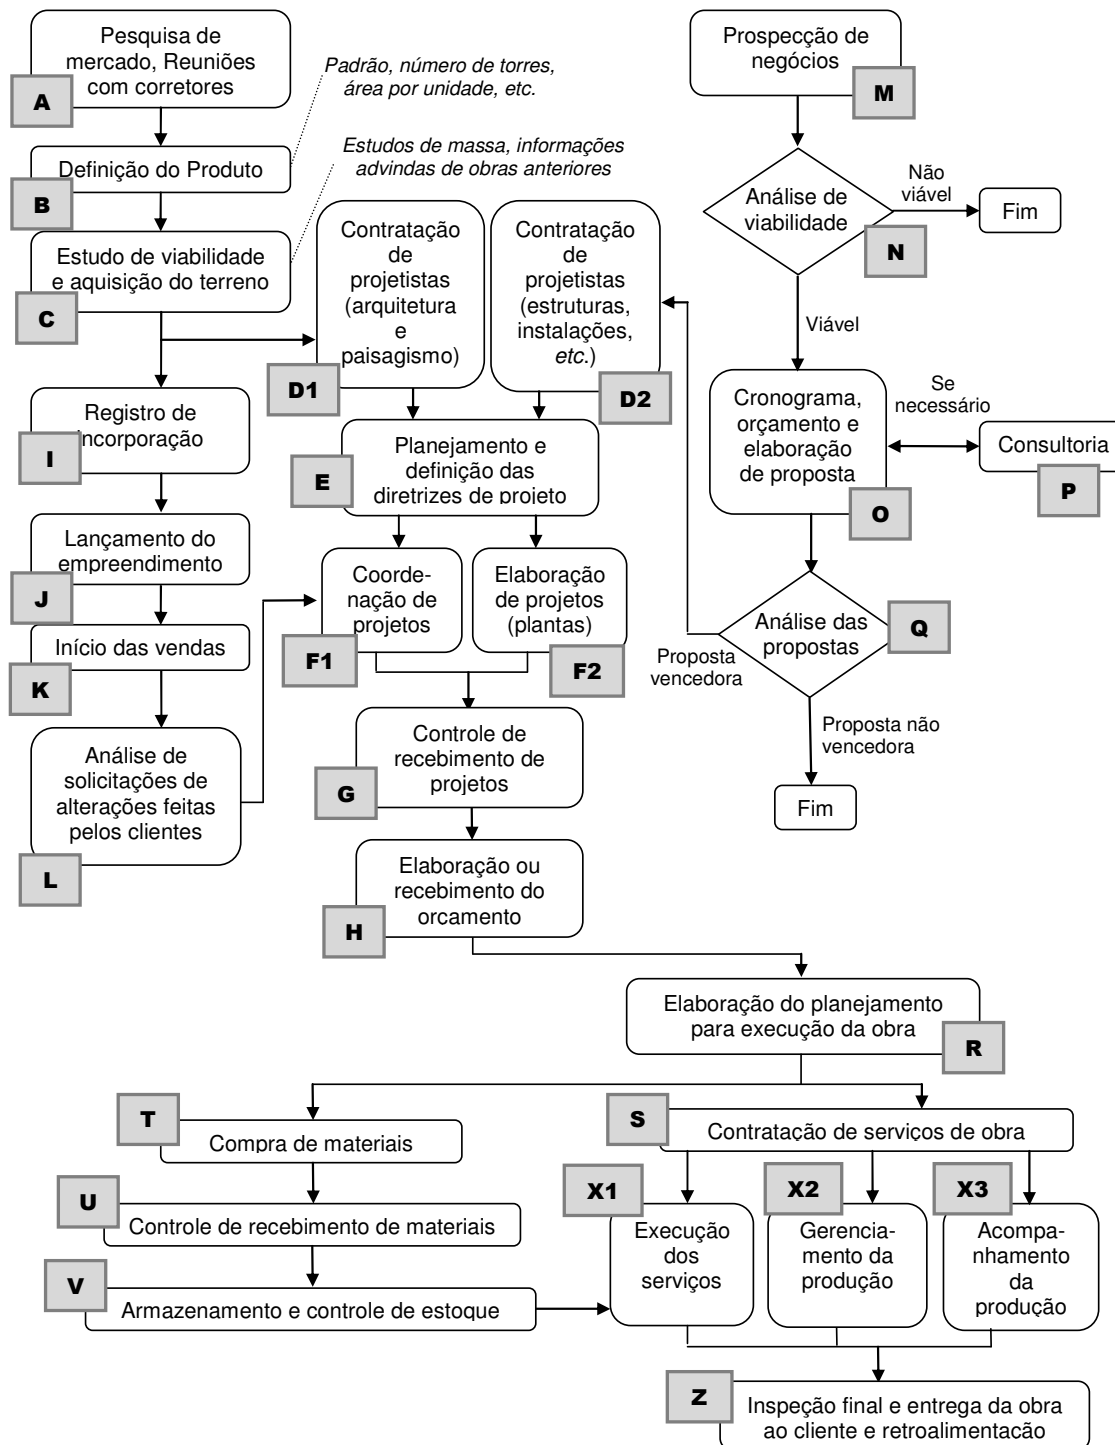 Pesquisa de
mercado, Reuniões
com corretores
A
Padrão, número de torres,
área por unidade, etc.
Definição do Produto
B
Estudos de massa, informações
advindas de obras anteriores
Estudo de viabilidade
e aquisição do terreno
C
Registro de
incorporação
I
Lançamento do
empreendimento
J
Início das vendas
K
Análise de
solicitações de
alterações feitas
pelos clientes
L
Contratação
de
projetistas
(arquitetura
e
paisagismo)
D1
Contratação
de
projetistas
(estruturas,
instalações,
etc.)
D2
Planejamento e
definição das
diretrizes de projeto
E
Coorde-
nação de
projetos
F1
Elaboração
de projetos
(plantas)
F2
Controle de
recebimento de
projetos
G
Elaboração ou
recebimento do
orcamento
H
Prospecção de
negócios
M
Análise de
viabilidade
N
Não
viável
Fim
Viável
Cronograma,
orçamento e
elaboração
de proposta
O
Se
necessário
Consultoria
P
Análise das
propostas
Q
Proposta
vencedora
Proposta não
vencedora
Fim
Elaboração do planejamento
para execução da obra
R
T
Compra de materiais
S
Contratação de serviços de obra
U
Controle de recebimento de materiais
V
Armazenamento e controle de estoque
X1
Execução
dos
serviços
X2
Gerencia-
mento da
produção
X3
Acompa-
nhamento
da
produção
Z
Inspeção final e entrega da obra
ao cliente e retroalimentacão